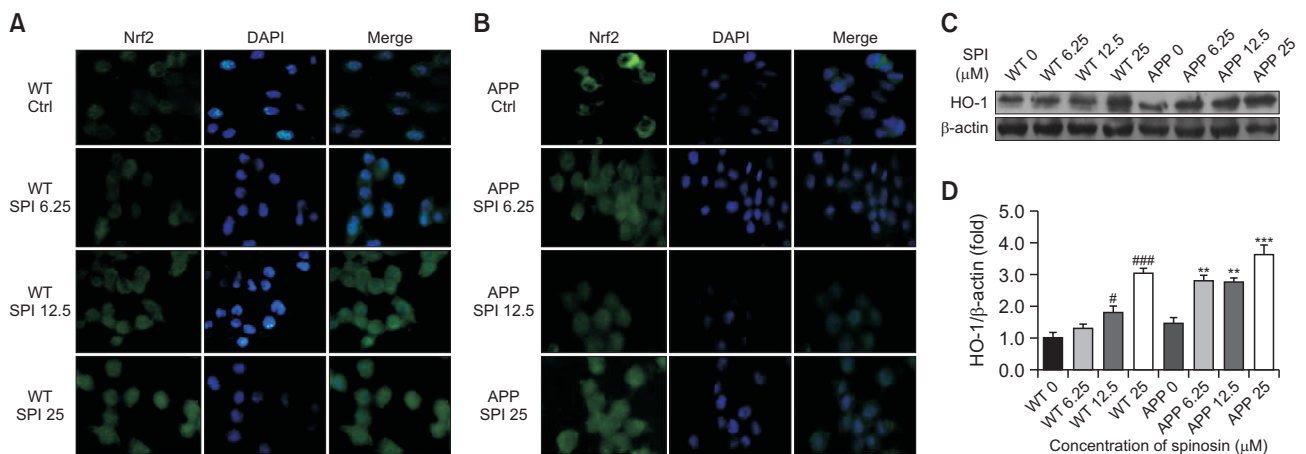 A
Nrf2 DAPI Merge
WT
Ctrl
WT
SPI 6.25
WT
SPI 12.5
WT
SPI 25
B
Nrf2 DAPI Merge
APP
Ctrl
APP
SPI 6.25
APP
SPI 12.5
APP
SPI 25
C
SPI
(μM)
WT 0 WT 6.25 WT 12.5 WT 25 APP 0 APP 6.25 APP 12.5 APP 25
HO-1
β-actin
D
HO-1/β-actin (fold)
5.0
4.0
3.0
2.0
1.0
0.0
# ### ** ** ***
WT 0 WT 6.25 WT 12.5 WT 25 APP 0 APP 6.25 APP 12.5 APP 25
Concentration of spinosin (μM)